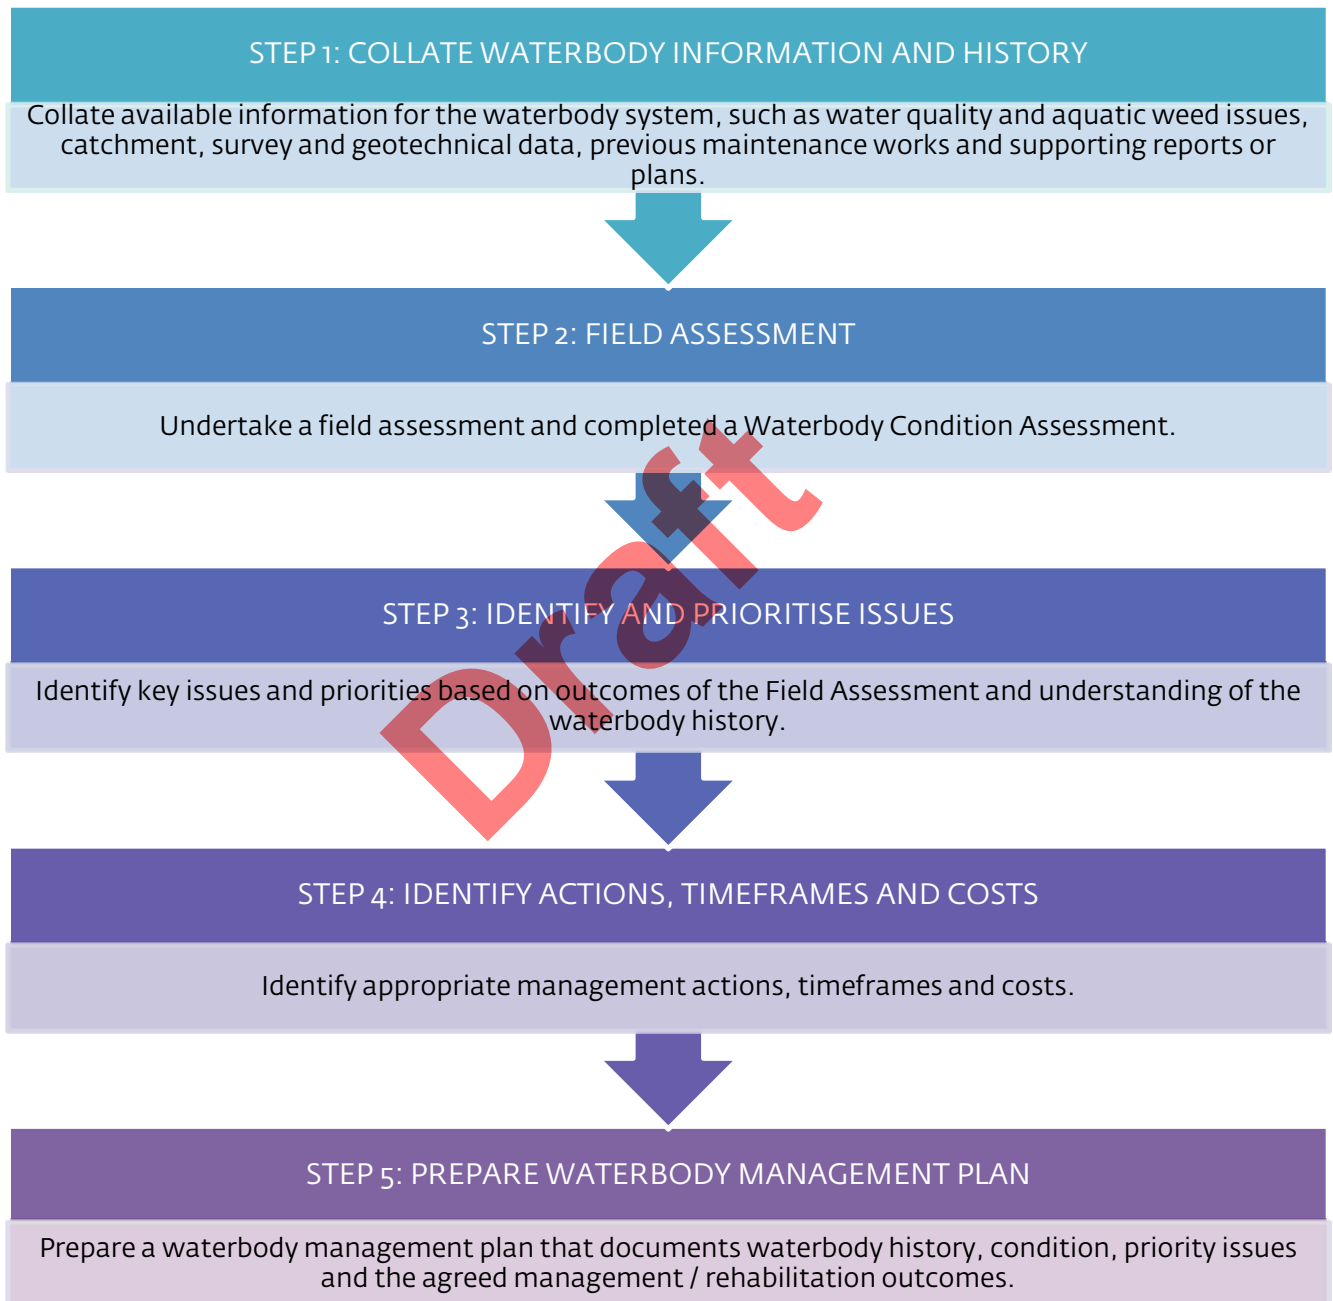 STEP 1: COLLATE WATERBODY INFORMATION AND HISTORY
Collate available information for the waterbody system, such as water quality and aquatic weed issues,
catchment, survey and geotechnical data, previous maintenance works and supporting reports or
plans.
STEP 2: FIELD ASSESSMENT
Undertake a field assessment and completed a Waterbody Condition Assessment.
STEP 3: IDENTIFY AND PRIORITISE ISSUES
Identify key issues and priorities based on outcomes of the Field Assessment and understanding of the
waterbody history.
STEP 4: IDENTIFY ACTIONS, TIMEFRAMES AND COSTS
Identify appropriate management actions, timeframes and costs.
STEP 5: PREPARE WATERBODY MANAGEMENT PLAN
Prepare a waterbody management plan that documents waterbody history, condition, priority issues
and the agreed management / rehabilitation outcomes.
Draft